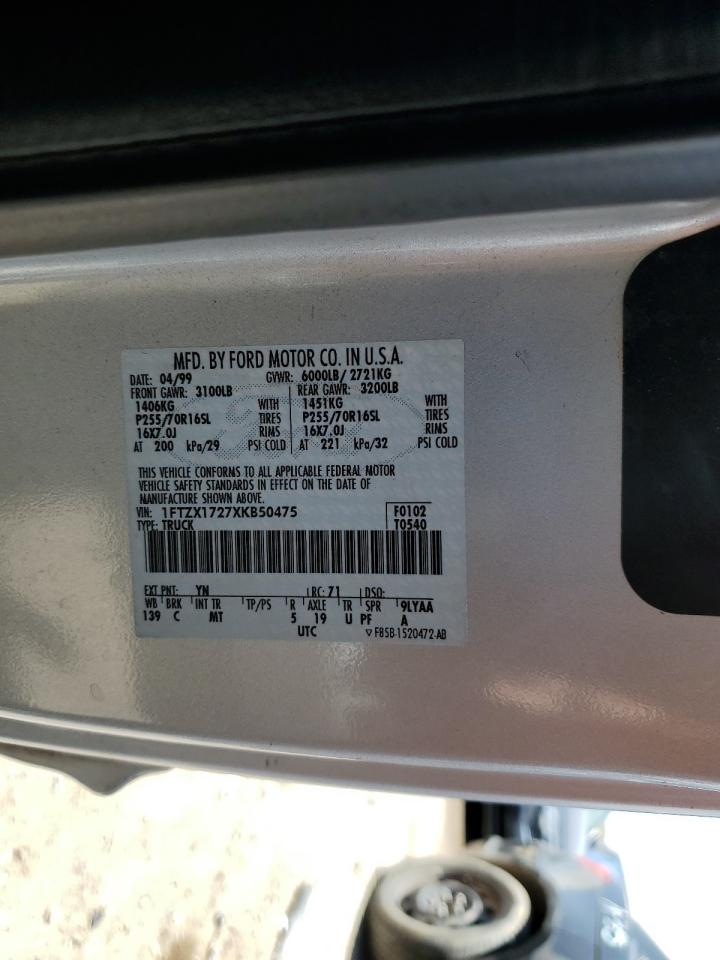 MFD. BY FORD MOTOR CO. IN U.S.A.
DATE: 04/99 GVWR: 6000LB/ 2721KG
FRONT GAWR: 3100LB REAR GAWR: 3200LB
1406KG WITH 1451KG WITH
P255/70R16SL TIRES P255/70R16SL TIRES
16X7.0J RIMS 16X7.0J RIMS
AT 200 kPa/29 PSI COLD AT 221 kPa/32 PSI COLD
THIS VEHICLE CONFORMS TO ALL APPLICABLE FEDERAL MOTOR
VEHICLE SAFETY STANDARDS IN EFFECT ON THE DATE OF
MANUFACTURE SHOWN ABOVE.
VIN: 1FTZX1727XKB50475 F0102
TYPE: TRUCK T0540
EXT PNT: YN RC: 71 DSO:
WB BRK INT TR TP/PS R AXLE TR SPR 9LYAA
139 C MT 5 19 U PF A
UTC ▽F8SB-1520472-AB